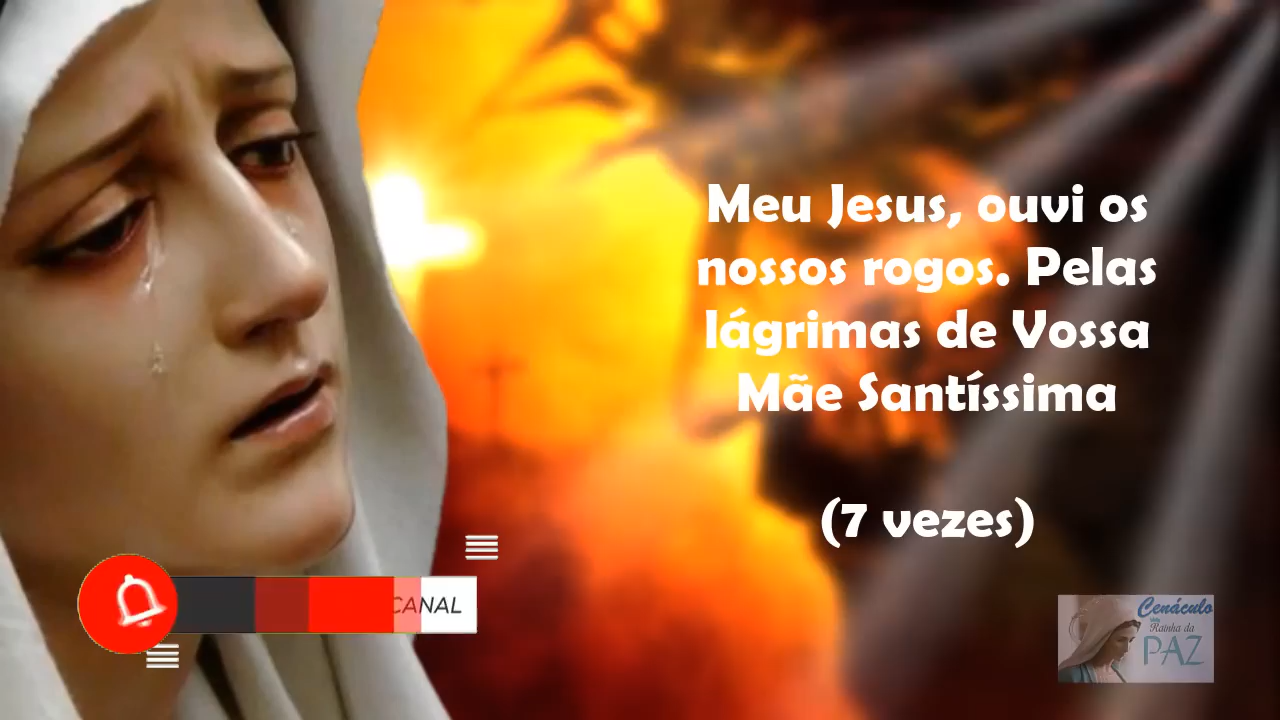 Meu Jesus, ouvi os
nossos rogos. Pelas
lágrimas de Vossa
Mãe Santíssima
(7 vezes)
CANAL
Cenáculo
Rainha da
PAZ